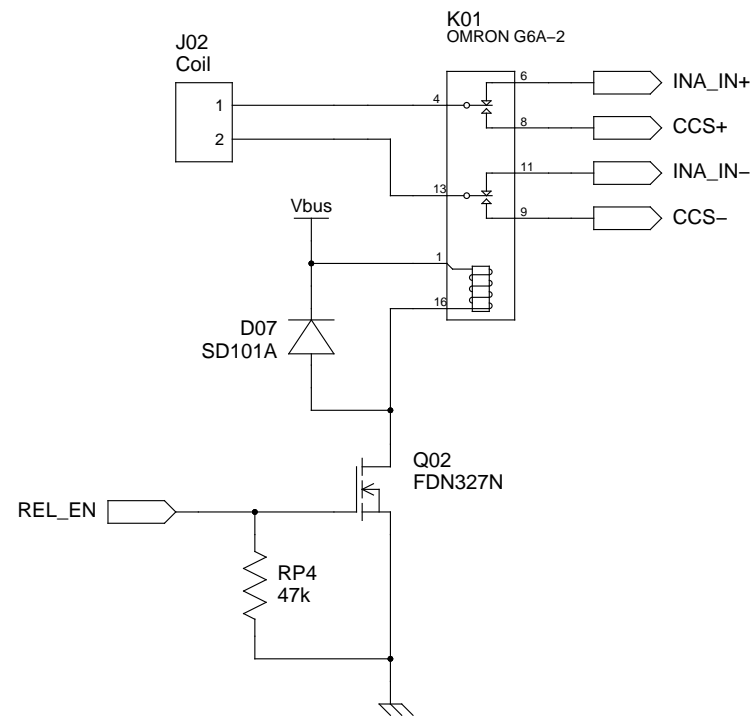 K01
OMRON G6A−2
J02
Coil
1
2
4
6
INA_IN+
8
CCS+
13
11
INA_IN−
9
CCS−
Vbus
1
16
D07
SD101A
Q02
FDN327N
REL_EN
RP4
47k